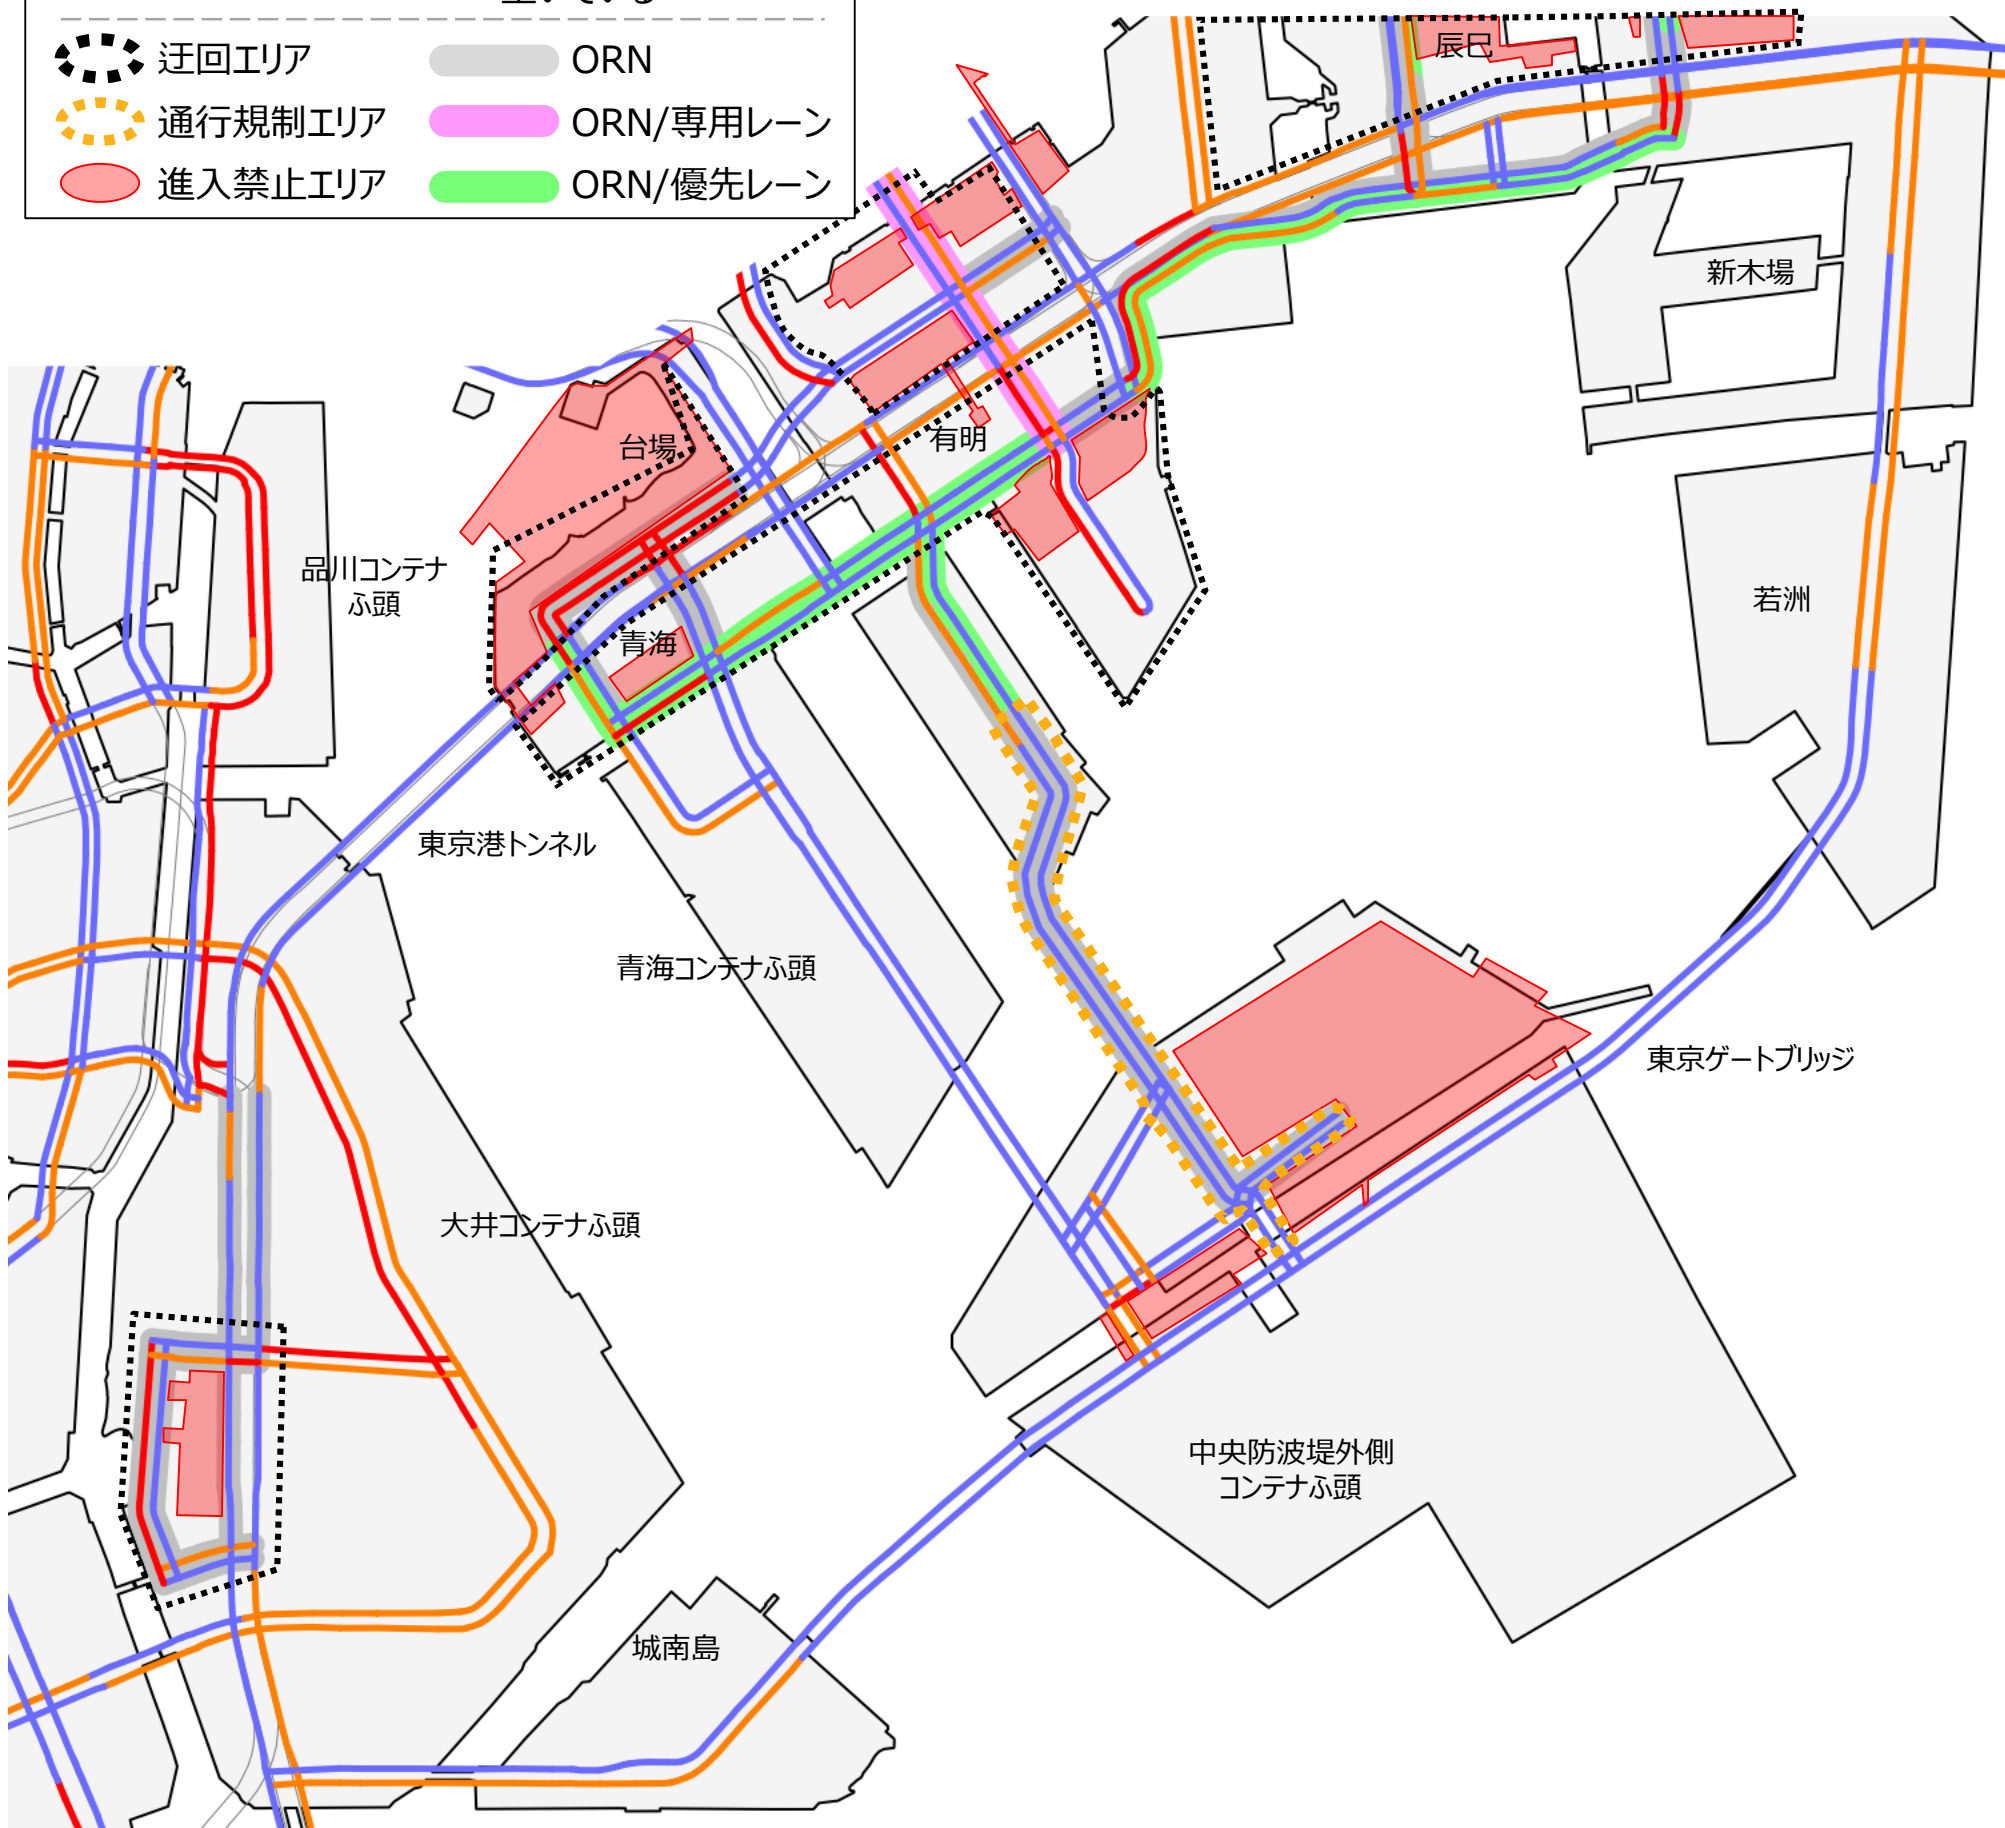 空いている
迂回エリア
ORN
通行規制エリア
ORN/専用レーン
進入禁止エリア
ORN/優先レーン
辰巳
新木場
台場
有明
品川コンテナ
ふ頭
若洲
青海
東京港トンネル
青海コンテナふ頭
東京ゲートブリッジ
大井コンテナふ頭
中央防波堤外側
コンテナふ頭
城南島